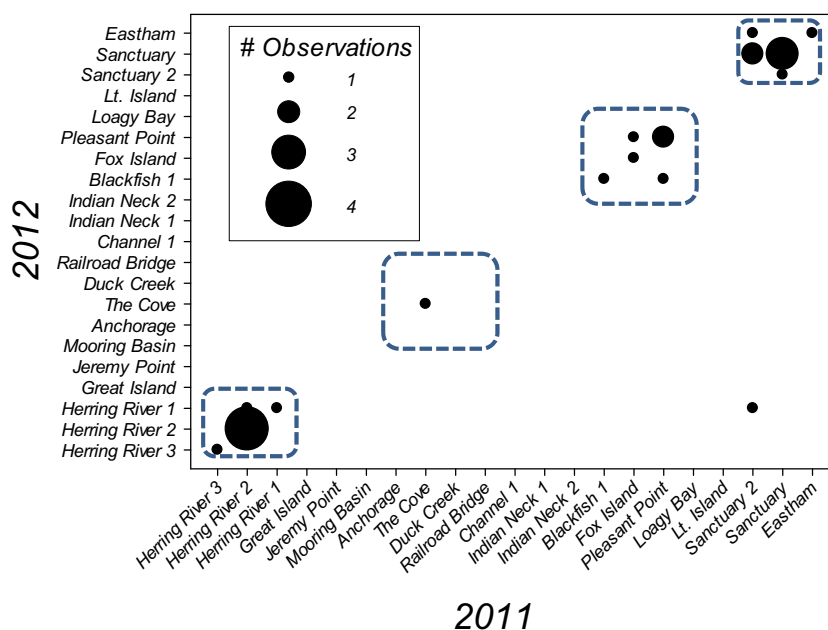 # Observations
1
2
3
4
2012
Eastham
Sanctuary
Sanctuary 2
Lt. Island
Loagy Bay
Pleasant Point
Fox Island
Blackfish 1
Indian Neck 2
Indian Neck 1
Channel 1
Railroad Bridge
Duck Creek
The Cove
Anchorage
Mooring Basin
Jeremy Point
Great Island
Herring River 1
Herring River 2
Herring River 3
Herring River 3
Herring River 2
Herring River 1
Great Island
Jeremy Point
Mooring Basin
Anchorage
The Cove
Duck Creek
Railroad Bridge
Channel 1
Indian Neck 1
Indian Neck 2
Blackfish 1
Fox Island
Pleasant Point
Loagy Bay
Lt. Island
Sanctuary 2
Sanctuary
Eastham
2011